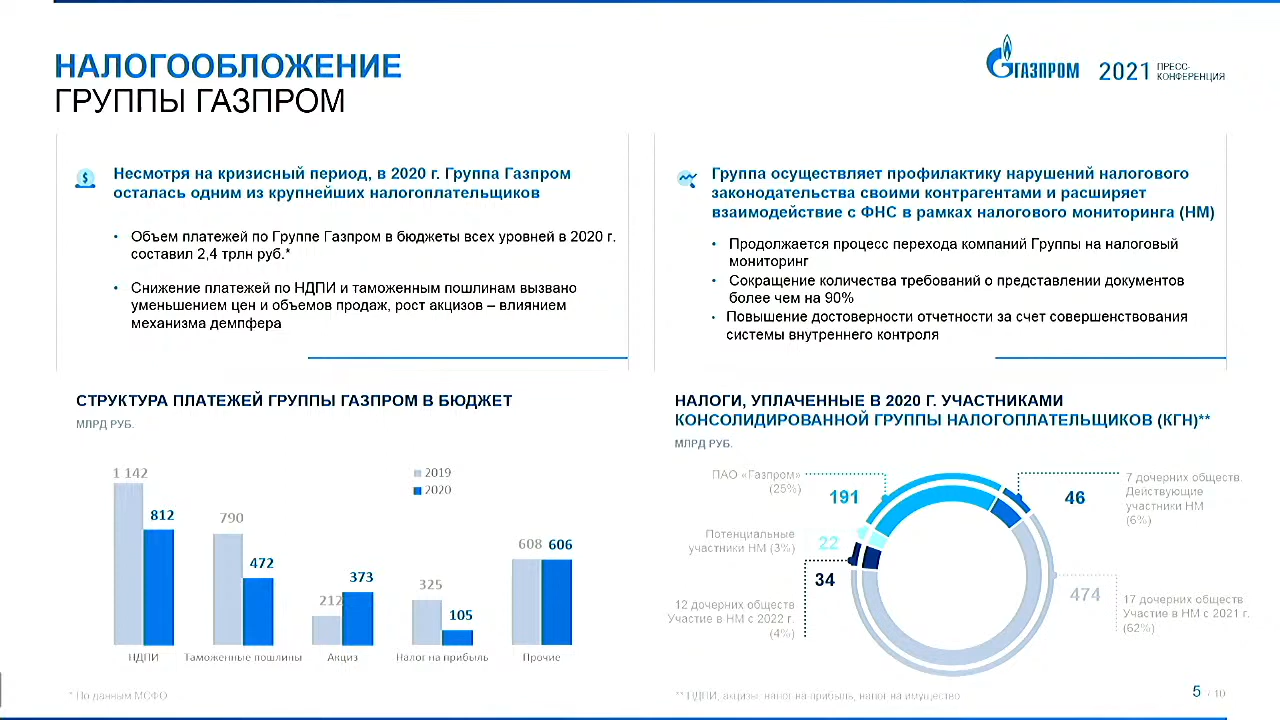 НАЛОГООБЛОЖЕНИЕ
ГРУППЫ ГАЗПРОМ
ГАЗПРОМ
2021 ПРЕСС-
КОНФЕРЕНЦИЯ
$
Несмотря на кризисный период, в 2020 г. Группа Газпром
осталась одним из крупнейших налогоплательщиков
• Объем платежей по Группе Газпром в бюджеты всех уровней в 2020 г.
составил 2,4 трлн руб.*
• Снижение платежей по НДПИ и таможенным пошлинам вызвано
уменьшением цен и объемов продаж, рост акцизов – влиянием
механизма демпфера
Группа осуществляет профилактику нарушений налогового
законодательства своими контрагентами и расширяет
взаимодействие с ФНС в рамках налогового мониторинга (НМ)
• Продолжается процесс перехода компаний Группы на налоговый
мониторинг
• Сокращение количества требований о представлении документов
более чем на 90%
• Повышение достоверности отчетности за счет совершенствования
системы внутреннего контроля
СТРУКТУРА ПЛАТЕЖЕЙ ГРУППЫ ГАЗПРОМ В БЮДЖЕТ
МЛРД РУБ.
2019
2020
1 142
812
790
472
212
373
325
105
608
606
НДПИ
Таможенные пошлины
Акциз
Налог на прибыль
Прочие
* По данным МСФО
НАЛОГИ, УПЛАЧЕННЫЕ В 2020 Г. УЧАСТНИКАМИ
КОНСОЛИДИРОВАННОЙ ГРУППЫ НАЛОГОПЛАТЕЛЬЩИКОВ (КГН)**
МЛРД РУБ.
ПАО «Газпром»
(25%)
191
Потенциальные
участники НМ (3%)
22
34
12 дочерних обществ
Участие в НМ с 2022 г.
(4%)
46
7 дочерних обществ.
Действующие
участники НМ
(6%)
474
17 дочерних обществ
Участие в НМ с 2021 г.
(62%)
** НДПИ, акцизы, налог на прибыль, налог на имущество
5 / 10